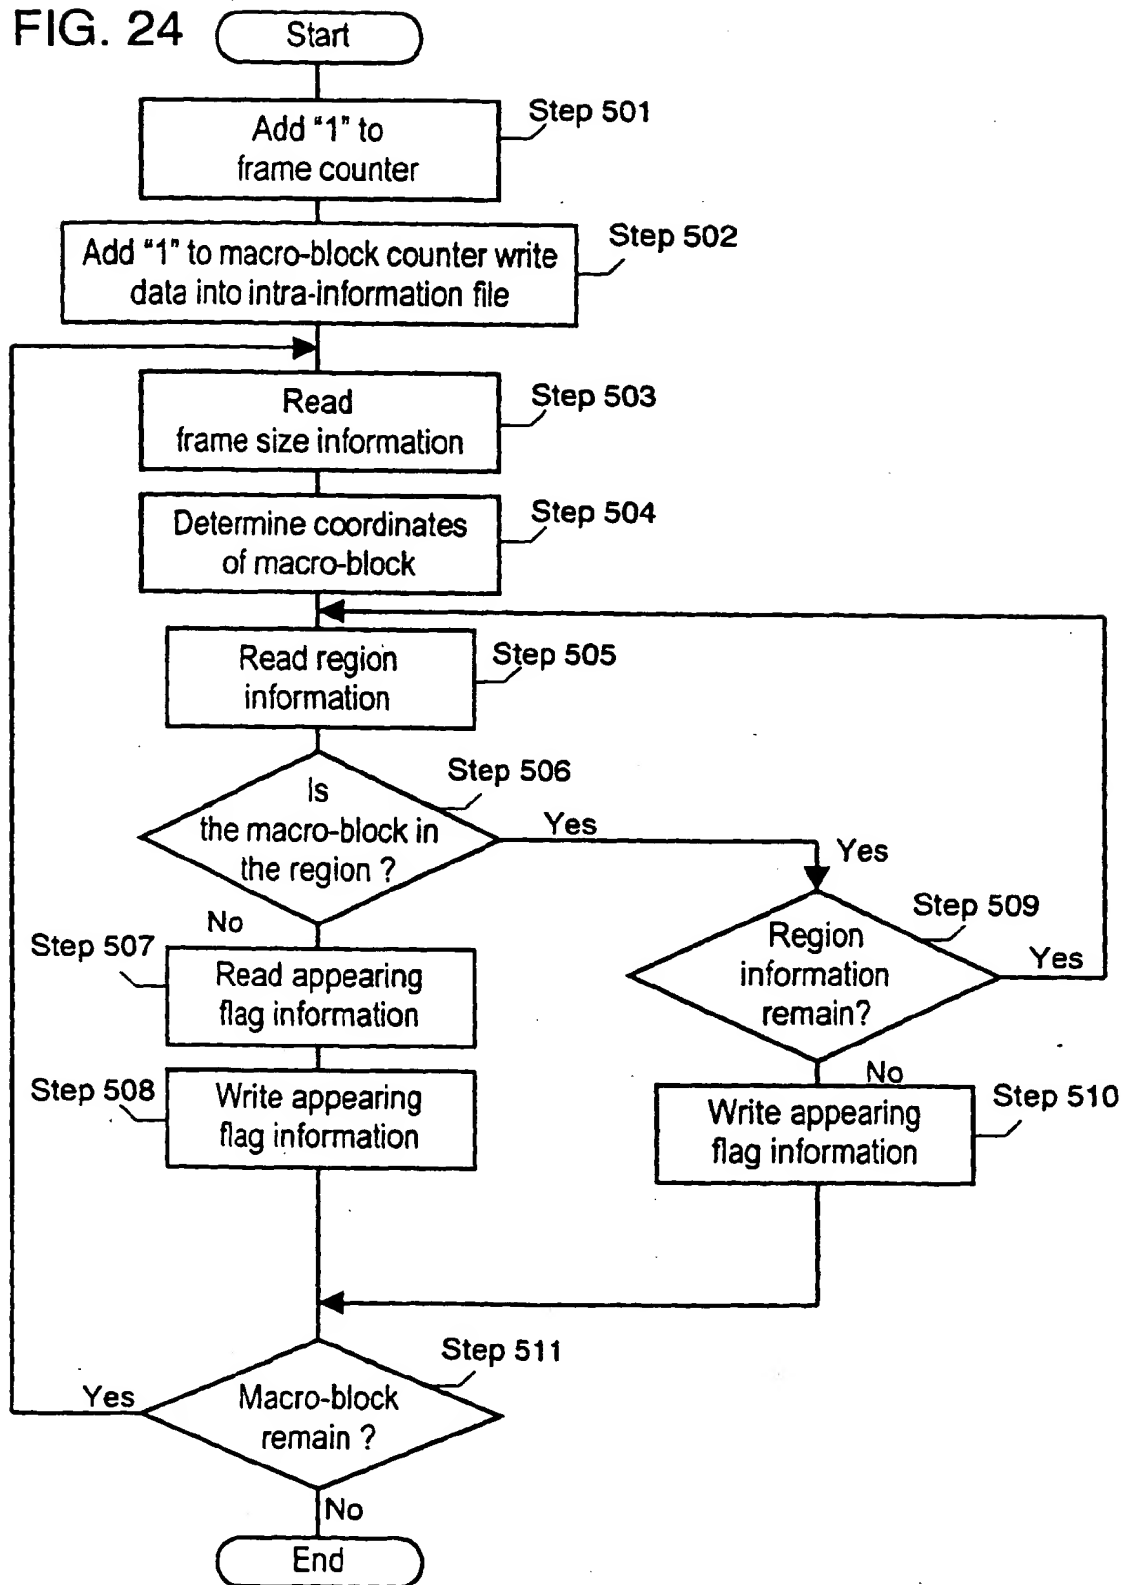 FIG. 24
Start
Step 501
Add "1" to
frame counter
Step 502
Add "1" to macro-block counter write
data into intra-information file
Step 503
Read
frame size information
Step 504
Determine coordinates
of macro-block
Step 505
Read region
information
Step 506
Is
the macro-block in
the region ?
Yes
Yes
No
Step 509
Region
information
remain?
Yes
Step 507
Read appearing
flag information
No
Step 508
Write appearing
flag information
Step 510
Write appearing
flag information
Step 511
Macro-block
remain ?
Yes
No
End